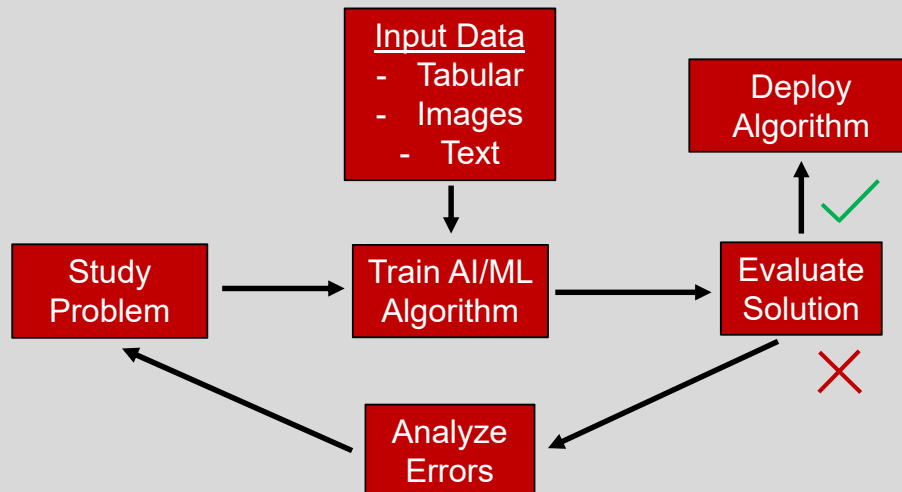 Input Data
- Tabular
- Images
- Text
Deploy
Algorithm
Study
Problem
Train AI/ML
Algorithm
Evaluate
Solution
Analyze
Errors